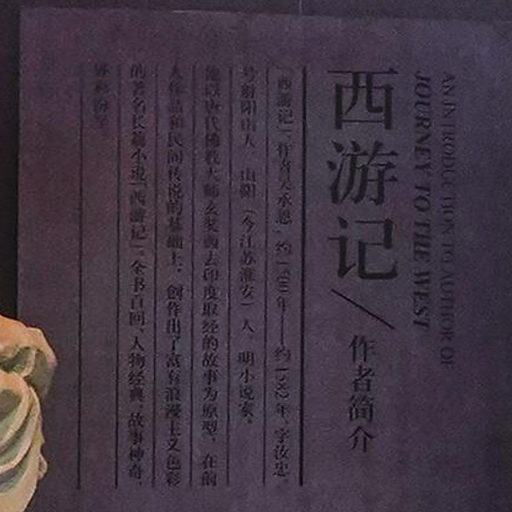 AN INTRODUCTION TO AUTHOR OF
JOURNEY TO THE WEST
西游记／作者简介
《西游记》，作者吴承恩，约1500年——约1582年，字汝忠，
号射阳山人，山阳（今江苏淮安）人，明小说家。
他以唐代佛教大师玄奘西去印度取经的故事为原型，在前
人作品和民间传说的基础上，创作出了富有浪漫主义色彩
的著名长篇小说《西游记》。全书百回，人物经典，故事神奇，